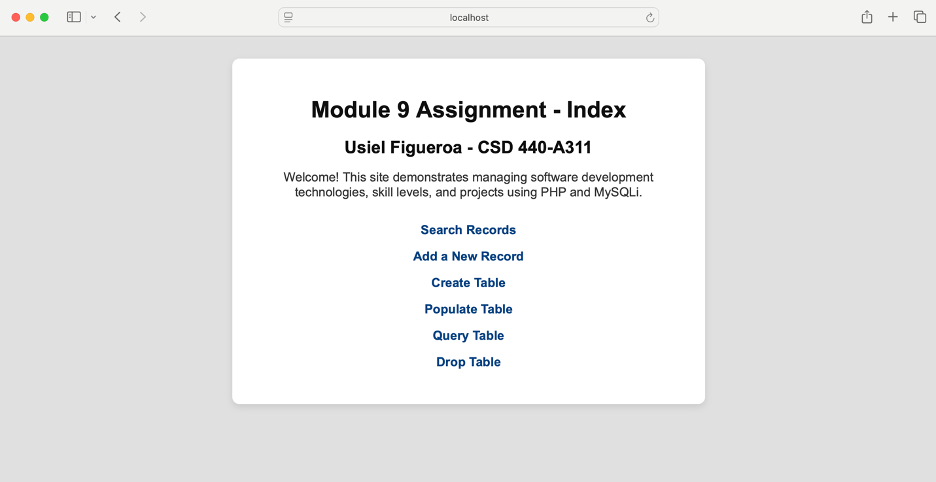 localhost
Module 9 Assignment - Index
Usiel Figueroa - CSD 440-A311
Welcome! This site demonstrates managing software development
technologies, skill levels, and projects using PHP and MySQLi.
Search Records
Add a New Record
Create Table
Populate Table
Query Table
Drop Table